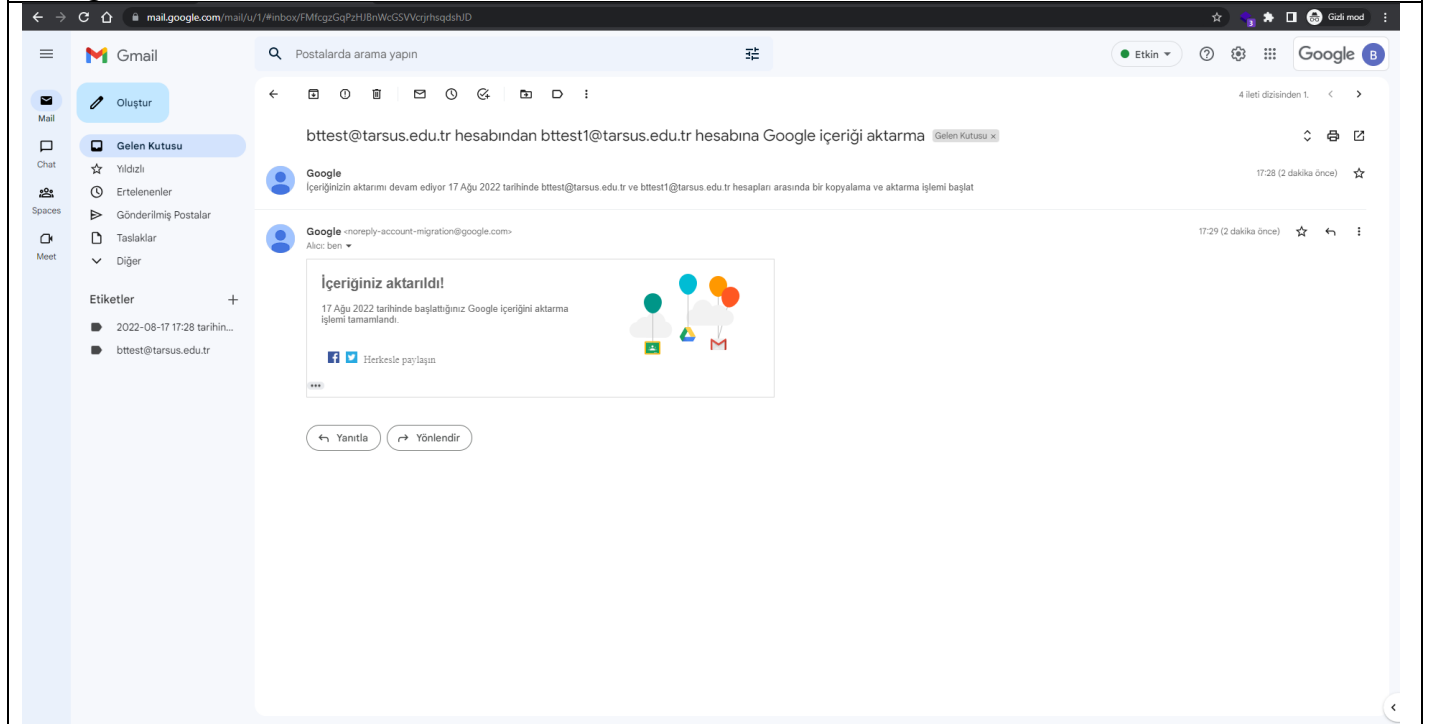 mail.google.com/mail/u/1/#inbox/FMfcgzGqPzHJBnWcGSVVcrjrhsqdshJD
3
Gizli mod
Gmail
Postalarda arama yapın
Etkin
Google
B
Mail
Chat
Spaces
Meet
Oluştur
Gelen Kutusu
Yıldızlı
Ertelenenler
Gönderilmiş Postalar
Taslaklar
Diğer
Etiketler
2022-08-17 17:28 tarihin...
bttest@tarsus.edu.tr
4 ileti dizisinden 1.
bttest@tarsus.edu.tr hesabından bttest1@tarsus.edu.tr hesabına Google içeriği aktarma Gelen Kutusu x
Google
17:28 (2 dakika önce)
İçeriğinizin aktarımı devam ediyor 17 Ağu 2022 tarihinde bttest@tarsus.edu.tr ve bttest1@tarsus.edu.tr hesapları arasında bir kopyalama ve aktarma işlemi başlat
Google <noreply-account-migration@google.com>
17:29 (2 dakika önce)
Alıcı: ben
İçeriğiniz aktarıldı!
17 Ağu 2022 tarihinde başlattığınız Google içeriğini aktarma
işlemi tamamlandı.
Herkesle paylaşın
Yanıtla
Yönlendir